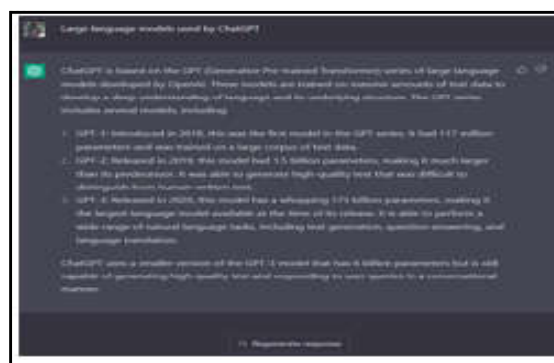 Large language models used by ChatGPT
ChatGPT is based on the GPT (Generative Pre-trained Transformer) series of large language
models developed by OpenAI. These models are trained on massive amounts of text data to
develop a deep understanding of language and its underlying structure. The GPT series
includes several models, including:
1. GPT-1: Introduced in 2018, this was the first model in the GPT series. It had 117 million
parameters and was trained on a large corpus of text data.
2. GPT-2: Released in 2019, this model had 1.5 billion parameters, making it much larger
than its predecessor. It was able to generate high-quality text that was difficult to
distinguish from human-written text.
3. GPT-3: Released in 2020, this model has a whopping 175 billion parameters, making it
the largest language model available at the time of its release. It is able to perform a
wide range of natural language tasks, including text generation, question-answering, and
language translation.
ChatGPT uses a smaller version of the GPT-3 model that has 6 billion parameters but is still
capable of generating high-quality text and responding to user queries in a conversational
manner.
Regenerate response